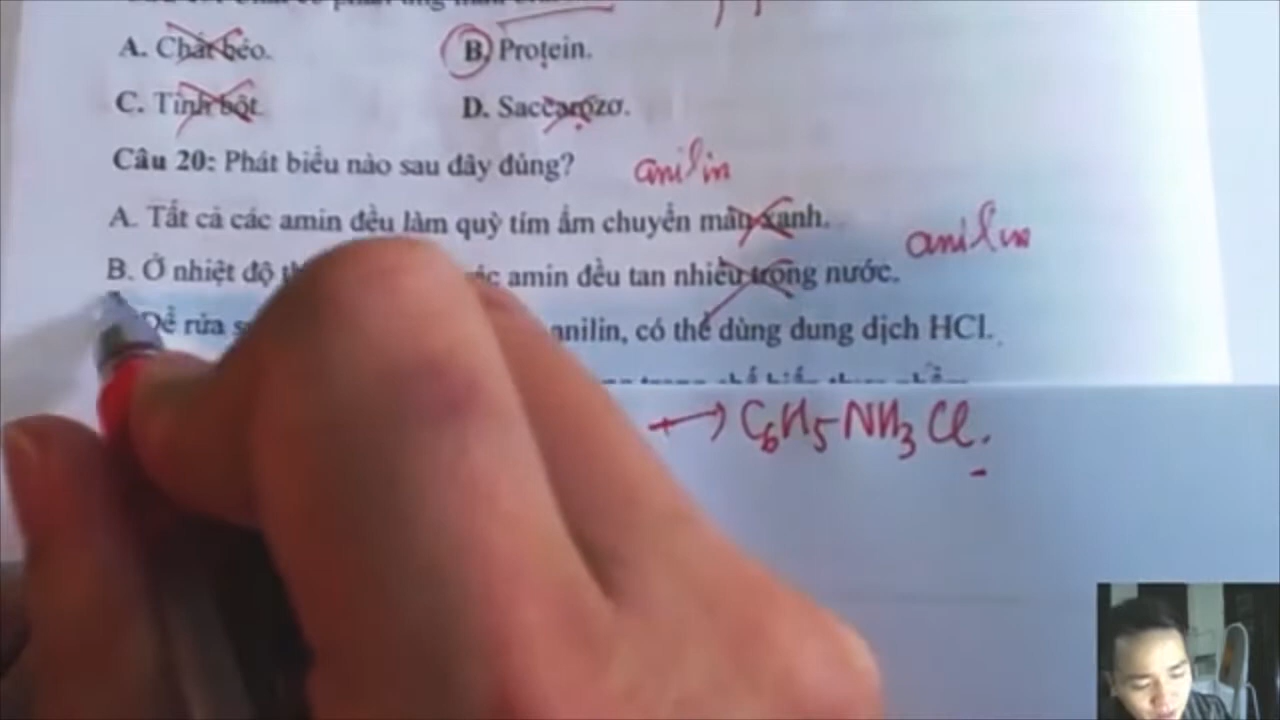 A. Chất béo.
B. Protein.
C. Tinh bột.
D. Saccarozơ.
Câu 20: Phát biểu nào sau đây đúng?
anilin
A. Tất cả các amin đều làm quỳ tím ẩm chuyển màu xanh.
anilin
B. Ở nhiệt độ amin đều tan nhiều trong nước.
Để rửa anilin, có thể dùng dung dịch HCl.
→ C6H5-NH3Cl.